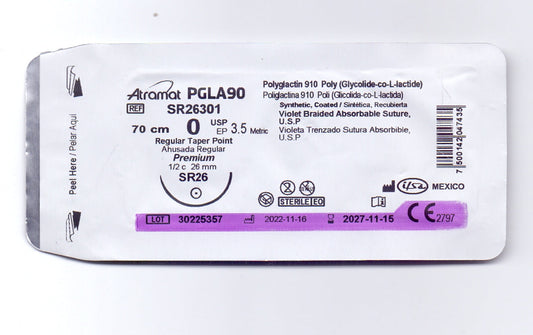 Peel Here / Pelar Aquí
Atramat PGLA90
REF SR26301
70 cm 0 USP
EP 3.5 Metric
Regular Taper Point
Ahusada Regular
Premium
1/2 c 26 mm
SR26
Polyglactin 910 Poly (Glycolide-co-L-lactide)
Poliglactina 910 Poli (Glicolida-co-L-lactida)
Synthetic, Coated / Sintética, Recubierta
Violet Braided Absorbable Suture,
U.S.P
Violeta Trenzado Sutura Absorbible,
U.S.P
7 500142 047435
MEXICO
STERILE EO
LOT 30225357 2022-11-16 2027-11-15 CE 2797